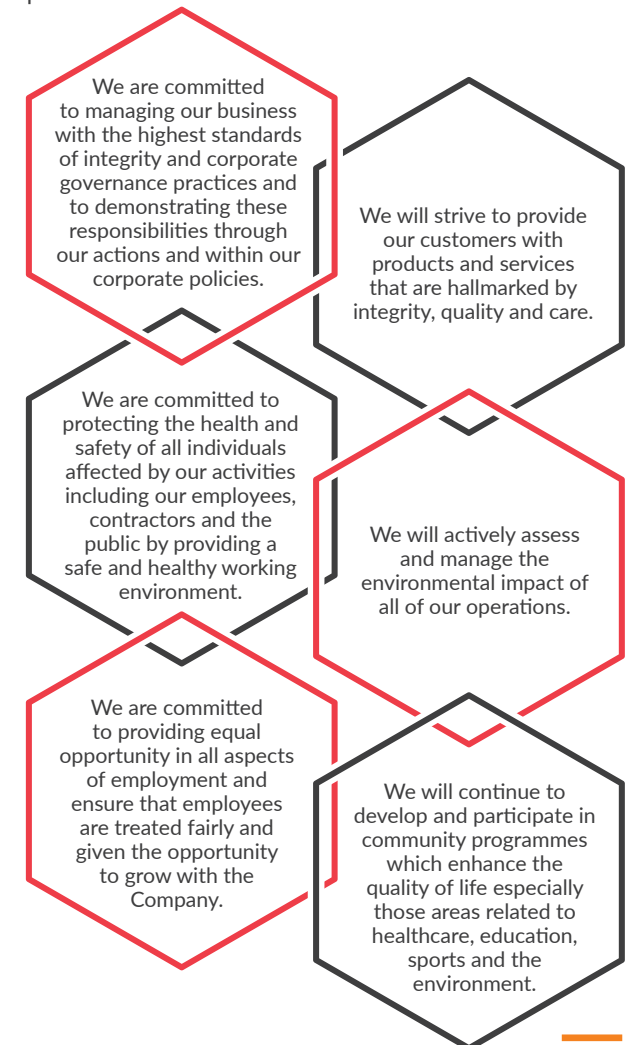 We are committed
to managing our business
with the highest standards
of integrity and corporate
governance practices and
to demonstrating these
responsibilities through
our actions and within our
corporate policies.
We will strive to provide
our customers with
products and services
that are hallmarked by
integrity, quality and care.
We are committed to
protecting the health and
safety of all individuals
affected by our activities
including our employees,
contractors and the
public by providing a
safe and healthy working
environment.
We will actively assess
and manage the
environmental impact of
all of our operations.
We are committed
to providing equal
opportunity in all aspects
of employment and
ensure that employees
are treated fairly and
given the opportunity
to grow with the
Company.
We will continue to
develop and participate in
community programmes
which enhance the
quality of life especially
those areas related to
healthcare, education,
sports and the
environment.